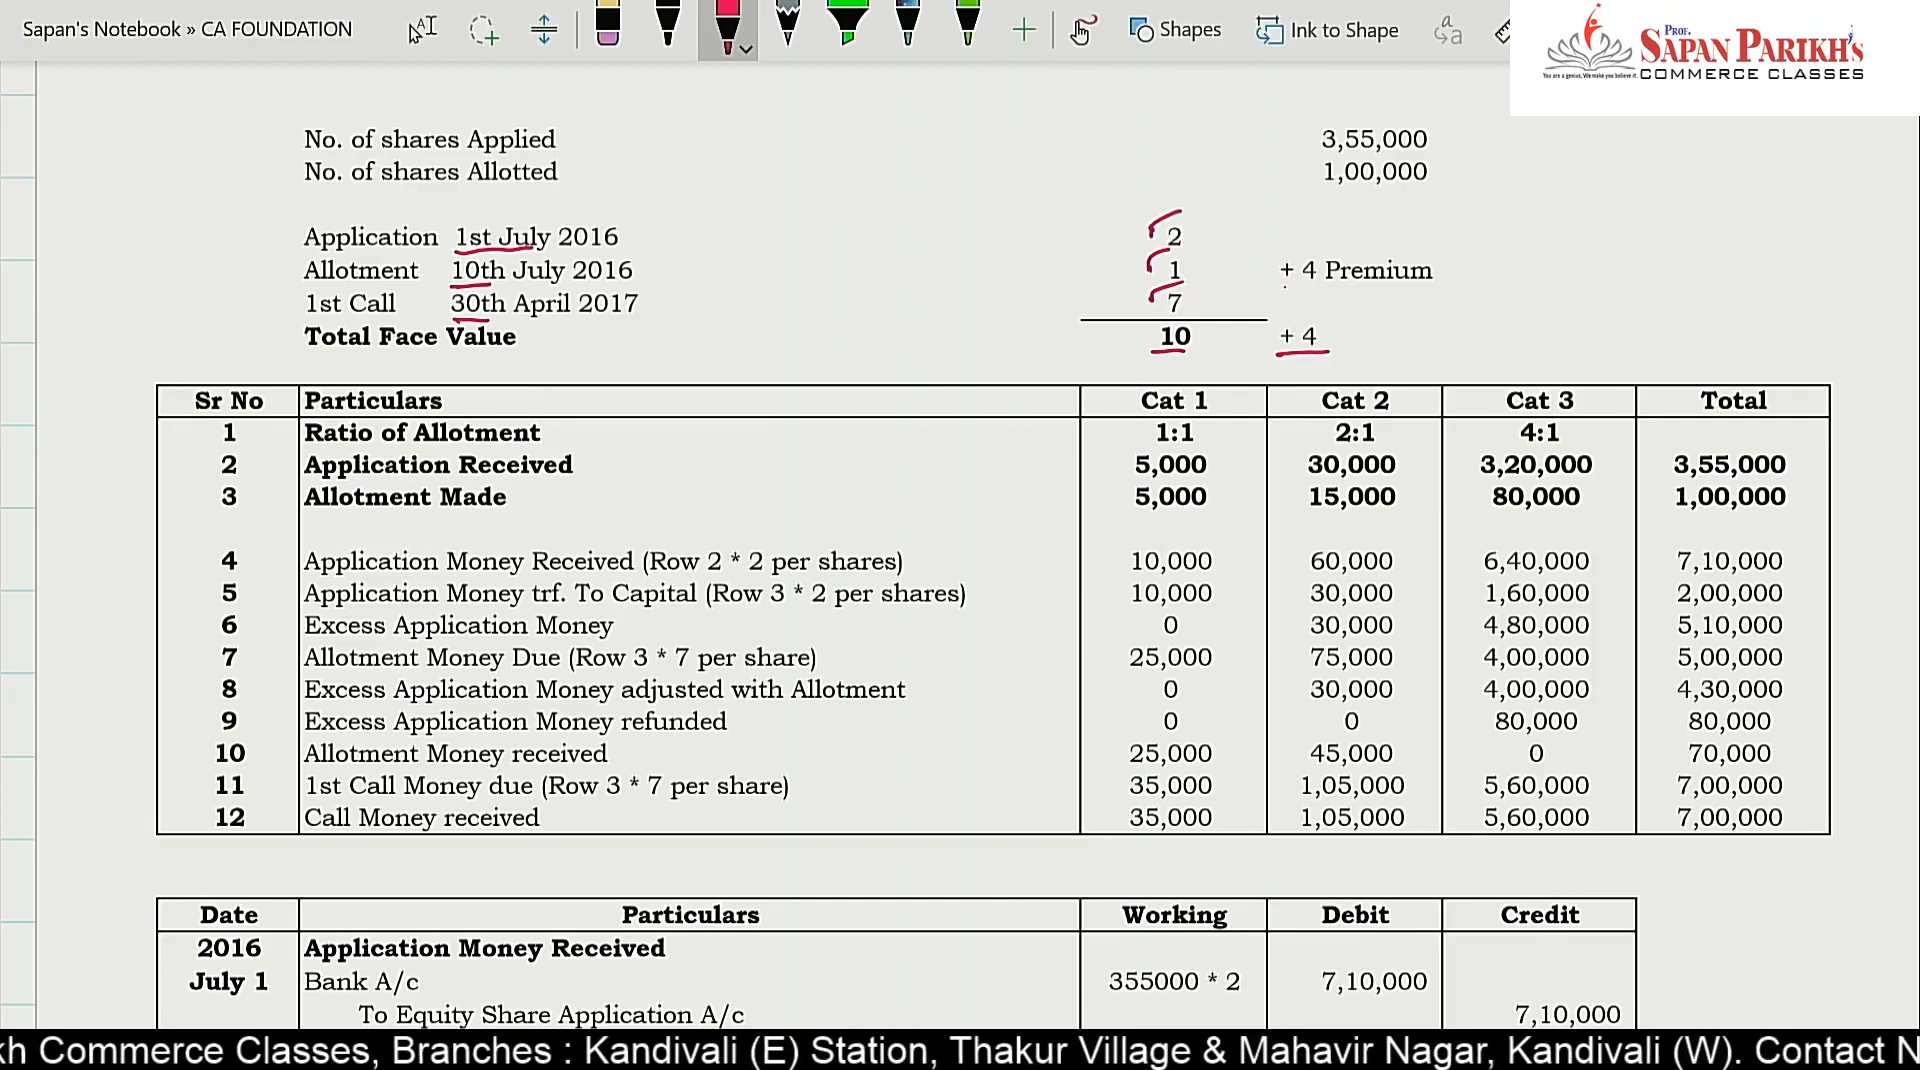 Sapan's Notebook » CA FOUNDATION
Shapes
Ink to Shape
PROF.
SAPAN PARIKH'S
You are a genius, We make you believe it.
COMMERCE CLASSES
No. of shares Applied 3,55,000
No. of shares Allotted 1,00,000
Application 1st July 2016 2
Allotment 10th July 2016 1 + 4 Premium
1st Call 30th April 2017 7
Total Face Value 10 + 4
Sr No Particulars Cat 1 Cat 2 Cat 3 Total
1 Ratio of Allotment 1:1 2:1 4:1
2 Application Received 5,000 30,000 3,20,000 3,55,000
3 Allotment Made 5,000 15,000 80,000 1,00,000
4 Application Money Received (Row 2 * 2 per shares) 10,000 60,000 6,40,000 7,10,000
5 Application Money trf. To Capital (Row 3 * 2 per shares) 10,000 30,000 1,60,000 2,00,000
6 Excess Application Money 0 30,000 4,80,000 5,10,000
7 Allotment Money Due (Row 3 * 7 per share) 25,000 75,000 4,00,000 5,00,000
8 Excess Application Money adjusted with Allotment 0 30,000 4,00,000 4,30,000
9 Excess Application Money refunded 0 0 80,000 80,000
10 Allotment Money received 25,000 45,000 0 70,000
11 1st Call Money due (Row 3 * 7 per share) 35,000 1,05,000 5,60,000 7,00,000
12 Call Money received 35,000 1,05,000 5,60,000 7,00,000
Date Particulars Working Debit Credit
2016 Application Money Received
July 1 Bank A/c 355000 * 2 7,10,000
To Equity Share Application A/c 7,10,000
kh Commerce Classes, Branches : Kandivali (E) Station, Thakur Village & Mahavir Nagar, Kandivali (W). Contact N